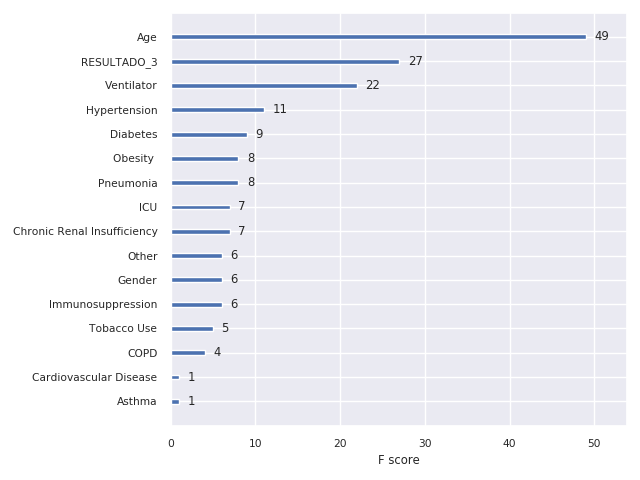 Age 49
RESULTADO_3 27
Ventilator 22
Hypertension 11
Diabetes 9
Obesity 8
Pneumonia 8
ICU 7
Chronic Renal Insufficiency 7
Other 6
Gender 6
Immunosuppression 6
Tobacco Use 5
COPD 4
Cardiovascular Disease 1
Asthma 1
0 10 20 30 40 50
F score